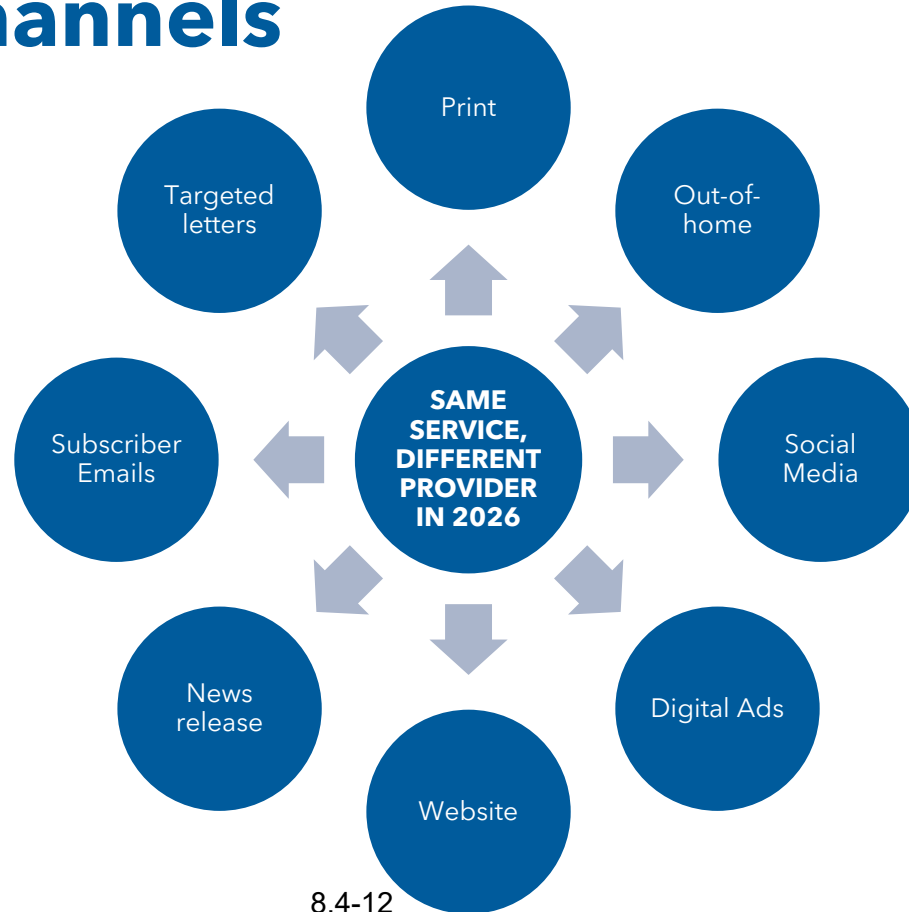 hannels
Print
Targeted
letters
Out-of-
home
SAME
SERVICE,
DIFFERENT
PROVIDER
IN 2026
Subscriber
Emails
Social
Media
News
release
Digital Ads
Website
8.4-12